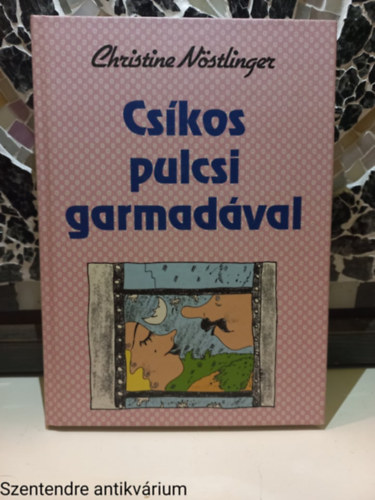 Christine Nöstlinger
Csíkos
pulcsi
garmadával
Szentendre antikvárium